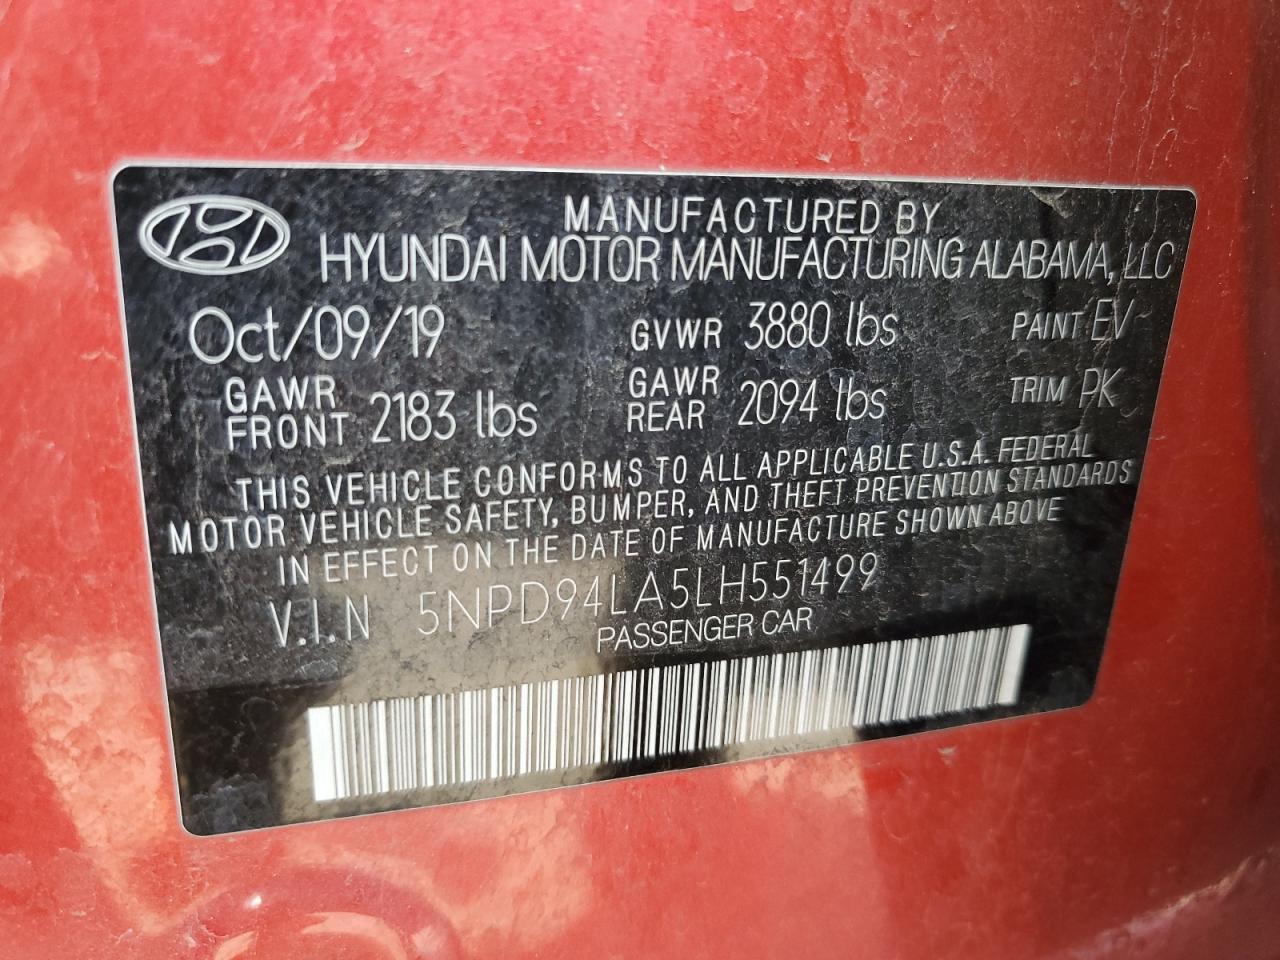 MANUFACTURED BY
HYUNDAI MOTOR MANUFACTURING ALABAMA, LLC
Oct/09/19 GVWR 3880 lbs PAINT EV
GAWR FRONT 2183 lbs GAWR REAR 2094 lbs TRIM PK
THIS VEHICLE CONFORMS TO ALL APPLICABLE U.S.A. FEDERAL
MOTOR VEHICLE SAFETY, BUMPER, AND THEFT PREVENTION STANDARDS
IN EFFECT ON THE DATE OF MANUFACTURE SHOWN ABOVE
V.I.N 5NPD94LA5LH551499
PASSENGER CAR